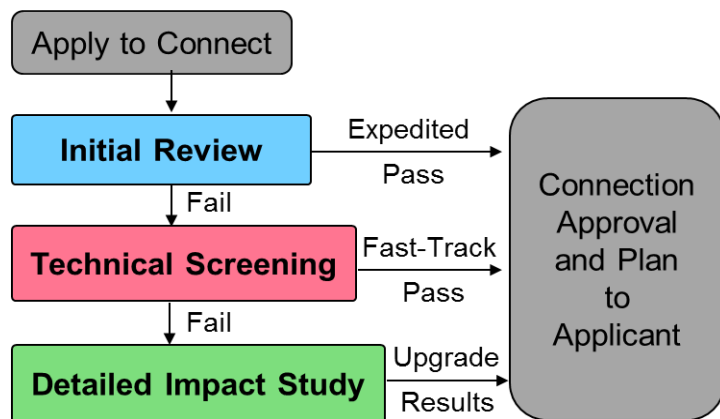 Apply to Connect
Initial Review
Expedited
Pass
Fail
Technical Screening
Fast-Track
Pass
Fail
Detailed Impact Study
Upgrade
Results
Connection
Approval
and Plan
to
Applicant